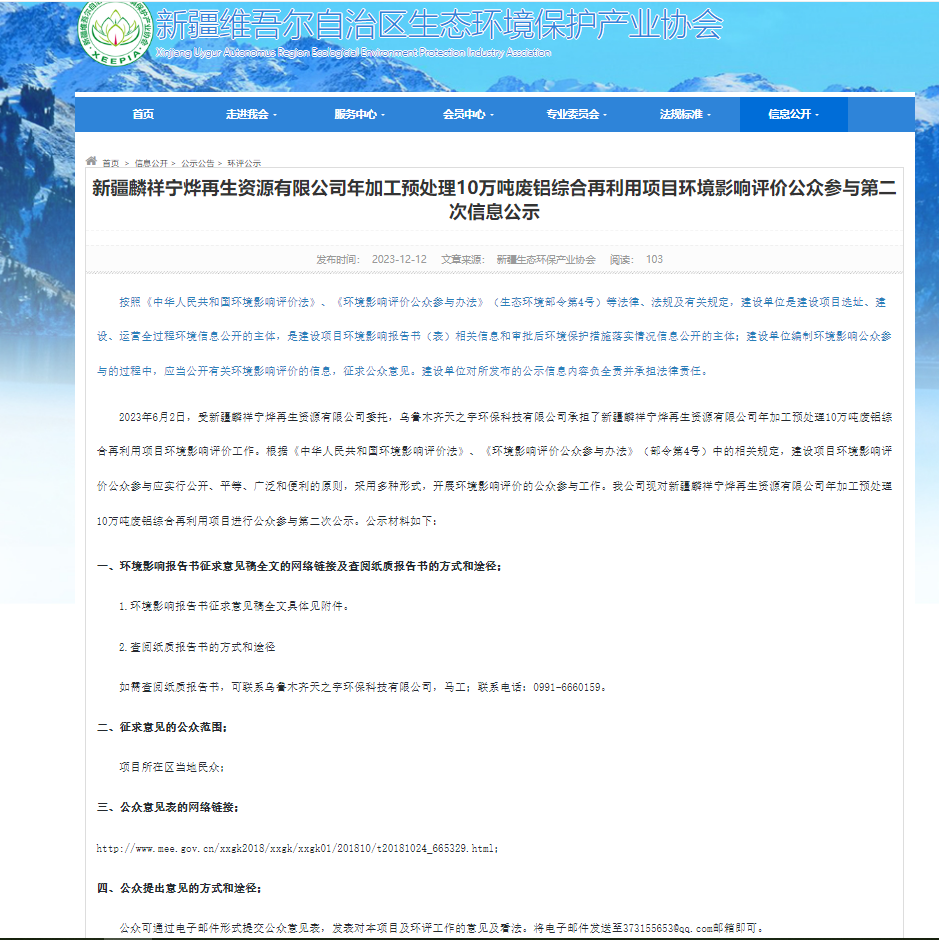 新疆维吾尔自治区生态环境保护产业协会
Xinjiang Uygur Autonomus Region Ecologicial Environment Protection Industry Assciation
XEEPIA
首页 走进我会 服务中心 会员中心 专业委员会 法规标准 信息公开
首页 > 信息公开 > 公示公告 > 环评公示
新疆麟祥宁烨再生资源有限公司年加工预处理10万吨废铝综合再利用项目环境影响评价公众参与第二
次信息公示
发布时间: 2023-12-12 文章来源: 新疆生态环保产业协会 阅读: 103
按照《中华人民共和国环境影响评价法》、《环境影响评价公众参与办法》（生态环境部令第4号）等法律、法规及有关规定，建设单位是建设项目选址、建
设、运营全过程环境信息公开的主体，是建设项目环境影响报告书（表）相关信息和审批后环境保护措施落实情况信息公开的主体；建设单位编制环境影响公众参
与的过程中，应当公开有关环境影响评价的信息，征求公众意见。建设单位对所发布的公示信息内容负全责并承担法律责任。
2023年6月2日，受新疆麟祥宁烨再生资源有限公司委托，乌鲁木齐天之宇环保科技有限公司承担了新疆麟祥宁烨再生资源有限公司年加工预处理10万吨废铝综
合再利用项目环境影响评价工作。根据《中华人民共和国环境影响评价法》、《环境影响评价公众参与办法》（部令第4号）中的相关规定，建设项目环境影响评
价公众参与应实行公开、平等、广泛和便利的原则，采用多种形式，开展环境影响评价的公众参与工作。我公司现对新疆麟祥宁烨再生资源有限公司年加工预处理
10万吨废铝综合再利用项目进行公众参与第二次公示。公示材料如下：
一、环境影响报告书征求意见稿全文的网络链接及查阅纸质报告书的方式和途径；
1.环境影响报告书征求意见稿全文具体见附件。
2.查阅纸质报告书的方式和途径
如需查阅纸质报告书，可联系乌鲁木齐天之宇环保科技有限公司，马工；联系电话：0991-6660159。
二、征求意见的公众范围；
项目所在区当地民众；
三、公众意见表的网络链接；
http://www.mee.gov.cn/xxgk2018/xxgk/xxgk01/201810/t20181024_665329.html;
四、公众提出意见的方式和途径；
公众可通过电子邮件形式提交公众意见表，发表对本项目及环评工作的意见及看法。将电子邮件发送至373155653@qq.com邮箱即可。